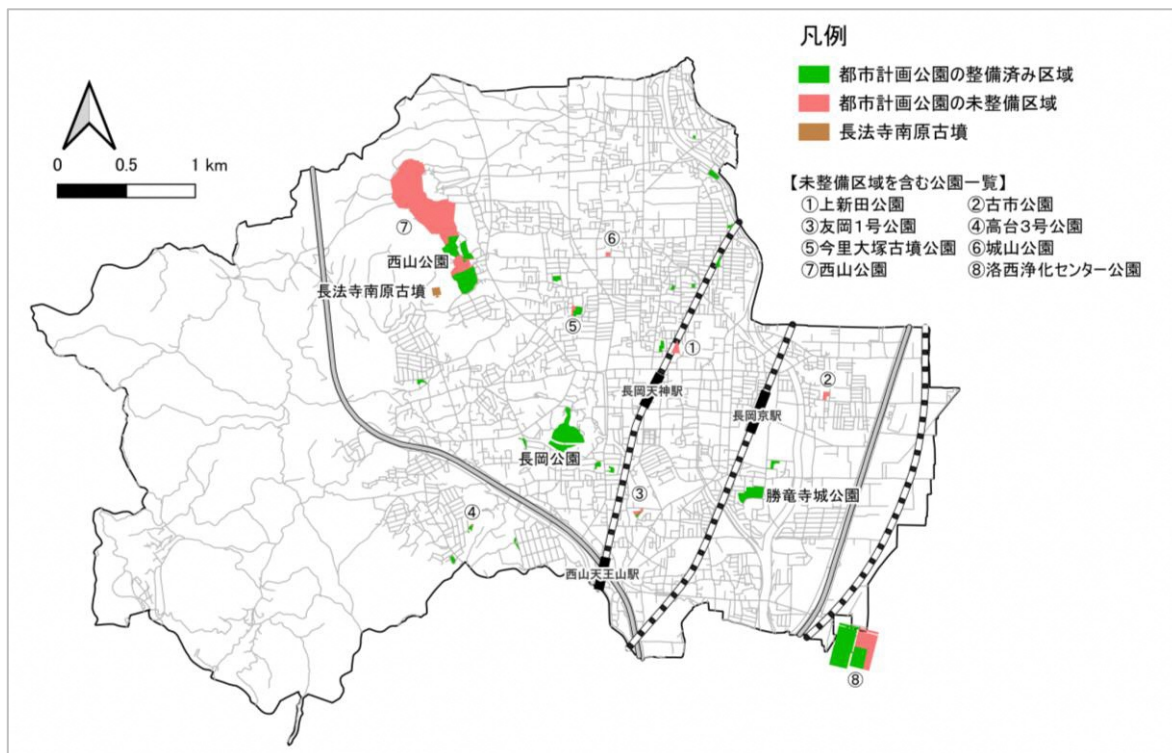 凡例
都市計画公園の整備済み区域
都市計画公園の未整備区域
長法寺南原古墳
【未整備区域を含む公園一覧】
①上新田公園 ②古市公園
③友岡1号公園 ④高台3号公園
⑤今里大塚古墳公園 ⑥城山公園
⑦西山公園 ⑧洛西浄化センター公園
0 0.5 1 km
⑦
⑥
西山公園
長法寺南原古墳
⑤
①
長岡天神駅
②
長岡京駅
長岡公園
勝竜寺城公園
③
④
西山天王山駅
⑧